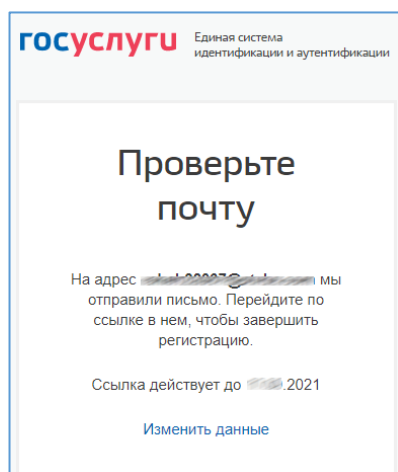 госуслуги
Единая система
идентификации и аутентификации
Проверьте
почту
На адрес мы
отправили письмо. Перейдите по
ссылке в нем, чтобы завершить
регистрацию.
Ссылка действует до .2021
Изменить данные